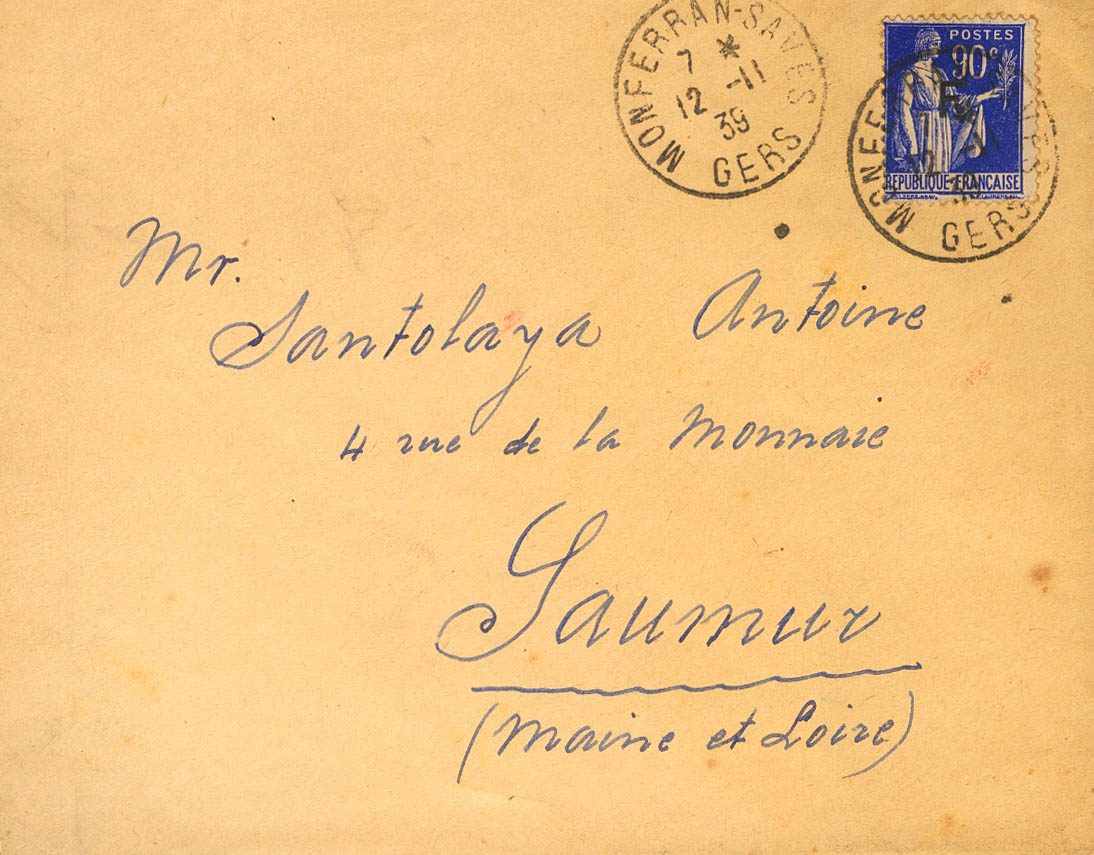 MONFERRAN-SAVES
7 *
12 -11
39
GERS
POSTES
90c
F
REPUBLIQUE FRANÇAISE
GERS
Mr.
Santolaya Antoine
4 rue de la Monnaie
Saumur
(Maine et Loire)